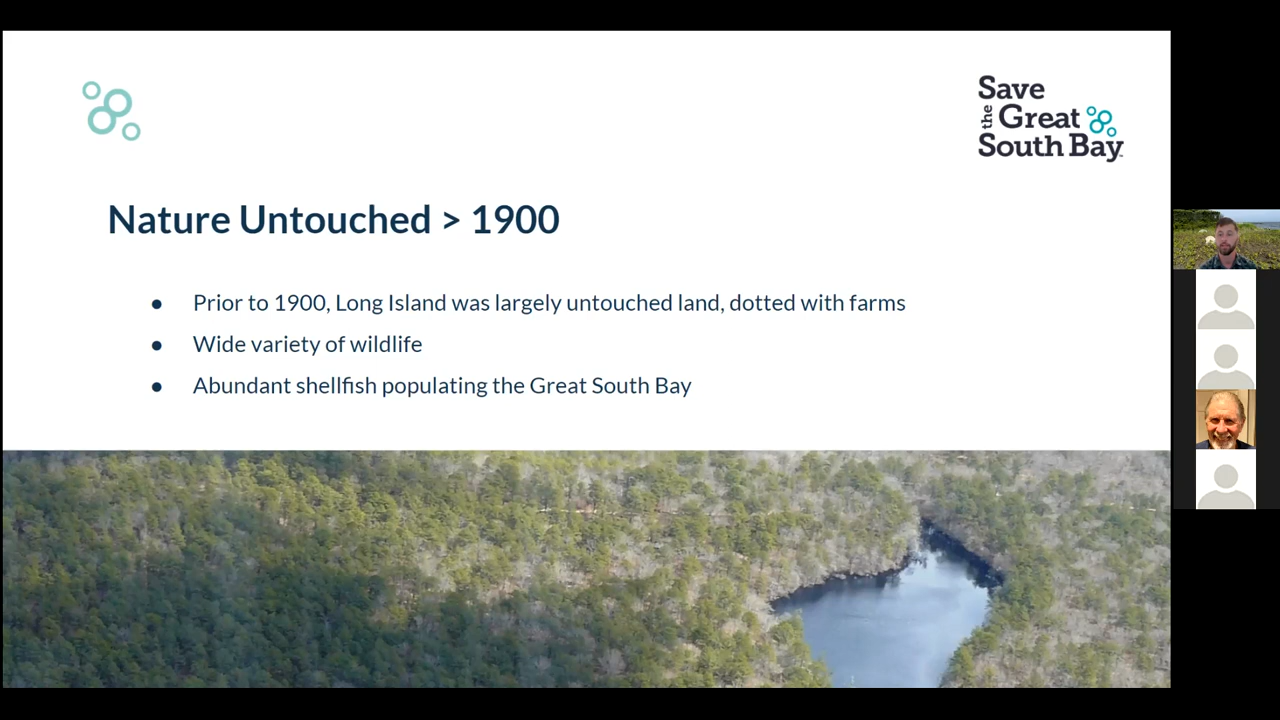 Save
the Great
South Bay
Nature Untouched > 1900
● Prior to 1900, Long Island was largely untouched land, dotted with farms
● Wide variety of wildlife
● Abundant shellfish populating the Great South Bay